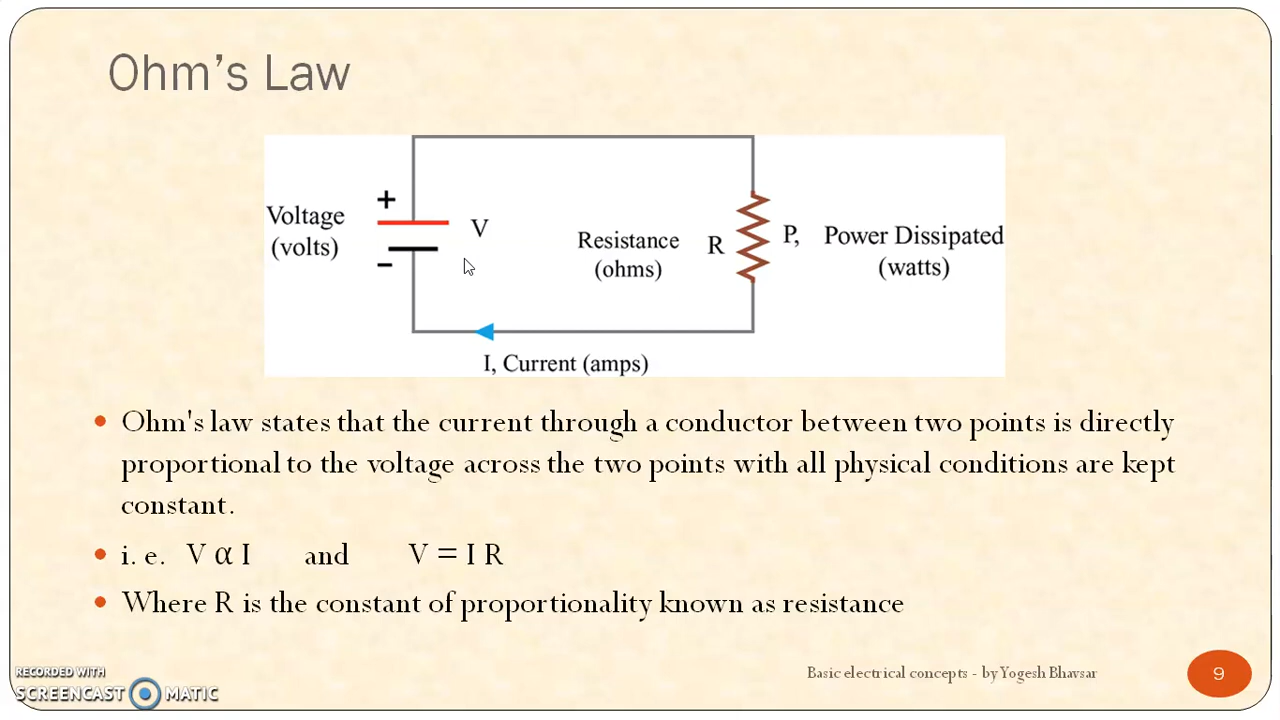 Ohm’s Law
+
Voltage
(volts)
V
−
Resistance
(ohms)
R
P,
Power Dissipated
(watts)
I, Current (amps)
• Ohm's law states that the current through a conductor between two points is directly
proportional to the voltage across the two points with all physical conditions are kept
constant.
• i. e. V α I and V = I R
• Where R is the constant of proportionality known as resistance
RECORDED WITH
SCREENCAST MATIC
Basic electrical concepts - by Yogesh Bhavsar
9